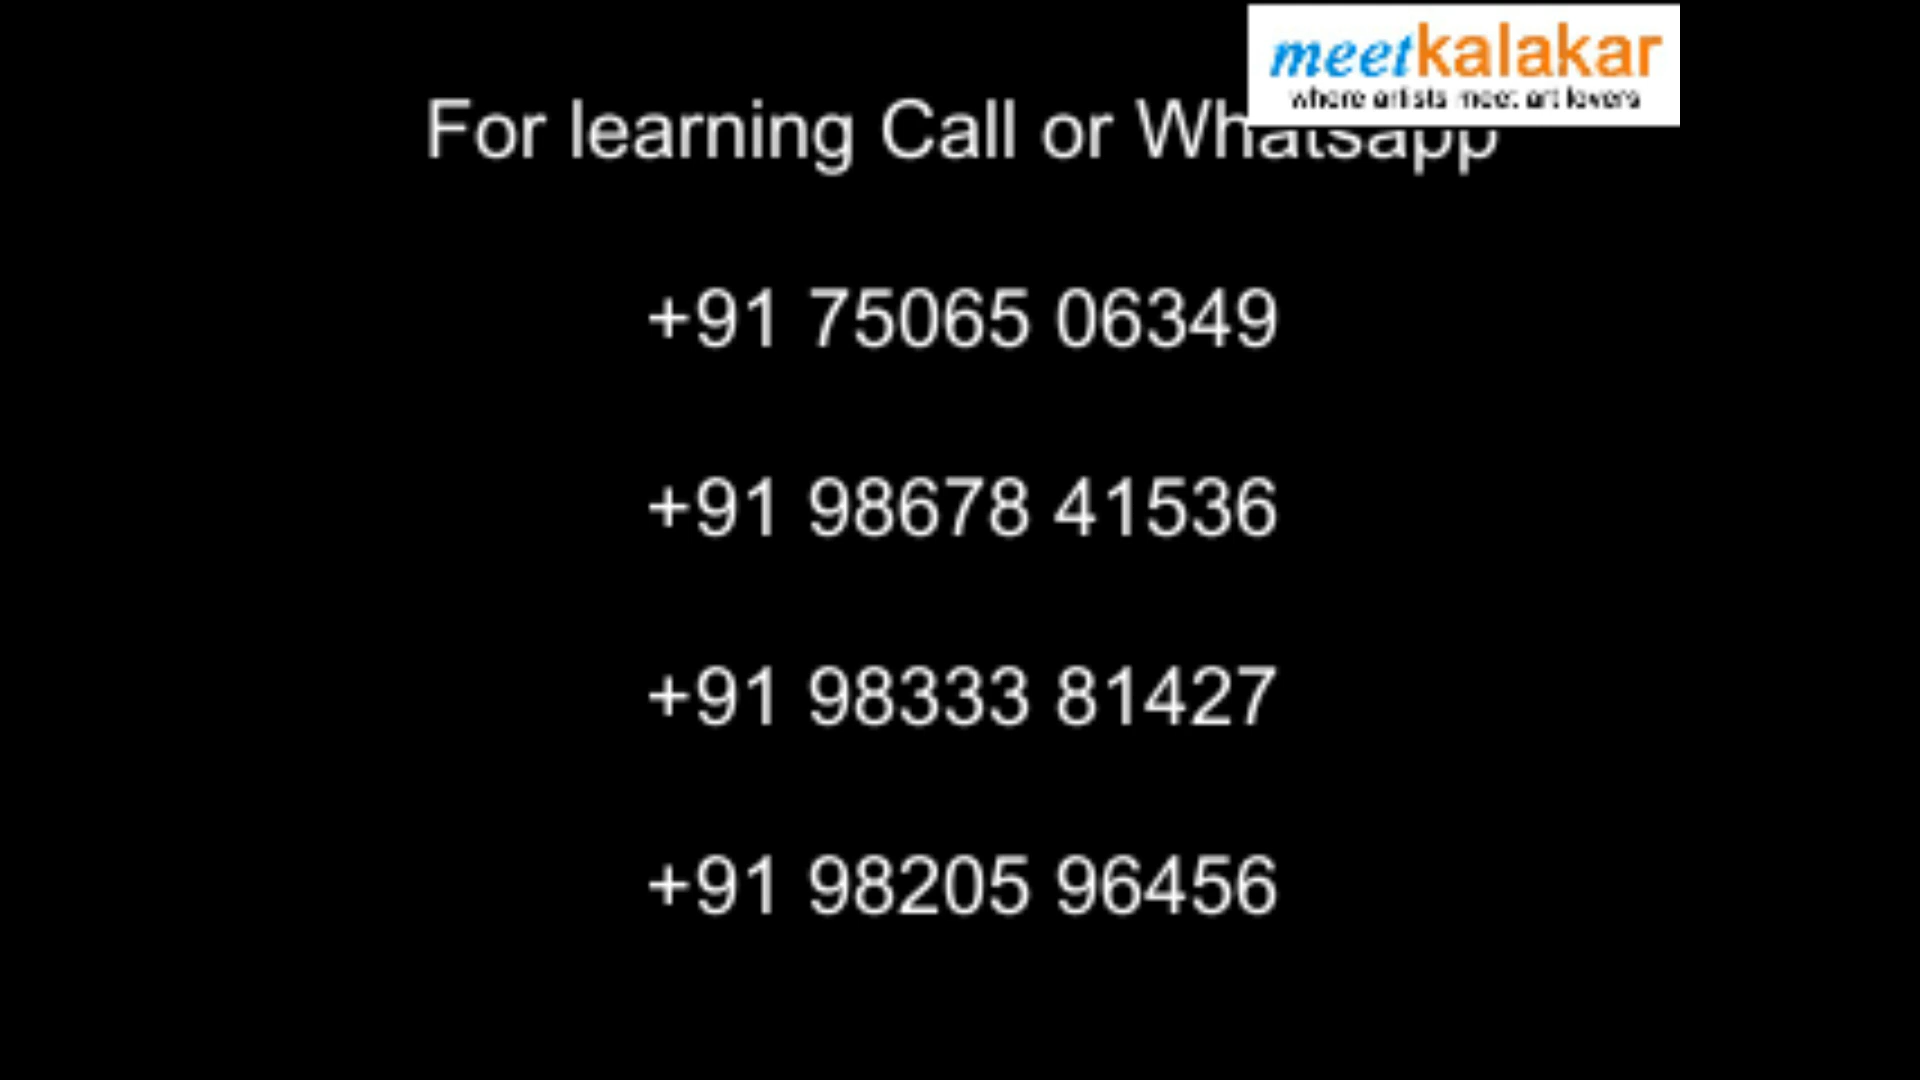 meetkalakar
where artists meet art lovers
For learning Call or Whatsapp
+91 75065 06349
+91 98678 41536
+91 98333 81427
+91 98205 96456